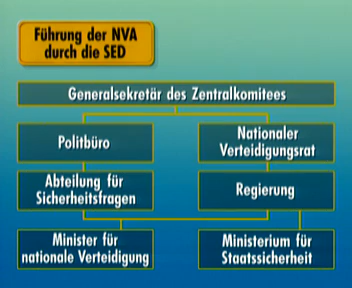 Führung der NVA
durch die SED
Generalsekretär des Zentralkomitees
Politbüro
Nationaler
Verteidigungsrat
Abteilung für
Sicherheitsfragen
Regierung
Minister für
nationale Verteidigung
Ministerium für
Staatssicherheit